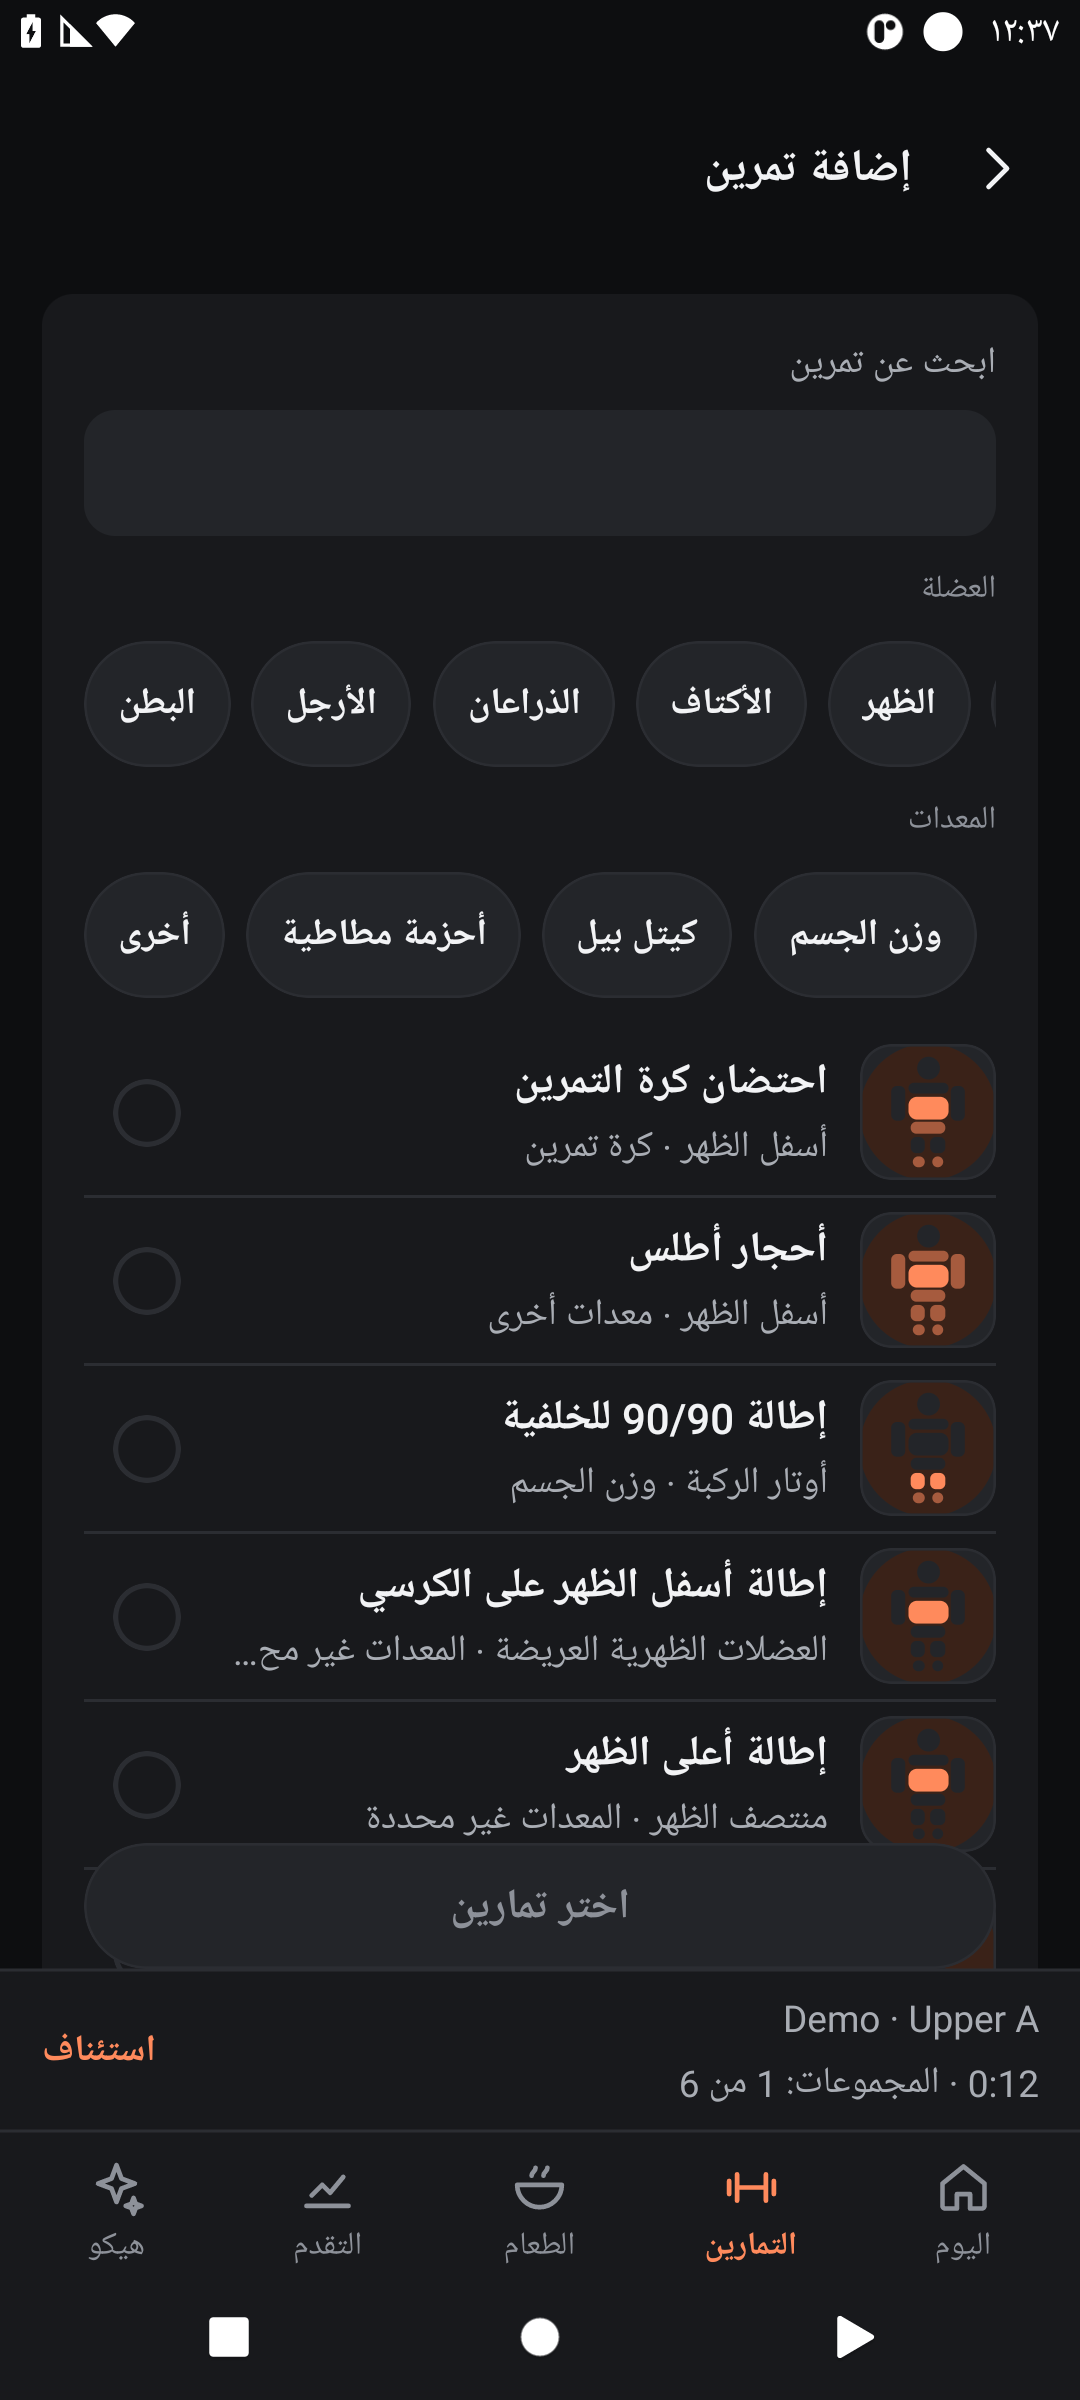 ١٢:٣٧
إضافة تمرين
ابحث عن تمرين
العضلة
الظهر
الأكتاف
الذراعان
الأرجل
البطن
المعدات
وزن الجسم
كيتل بيل
أحزمة مطاطية
أخرى
احتضان كرة التمرين
أسفل الظهر · كرة تمرين
أحجار أطلس
أسفل الظهر · معدات أخرى
إطالة 90/90 للخلفية
أوتار الركبة · وزن الجسم
إطالة أسفل الظهر على الكرسي
العضلات الظهرية العريضة · المعدات غير مح...
إطالة أعلى الظهر
منتصف الظهر · المعدات غير محددة
اختر تمارين
Demo · Upper A
0:12 · المجموعات: 1 من 6
استئناف
اليوم
التمارين
الطعام
التقدم
هيكو